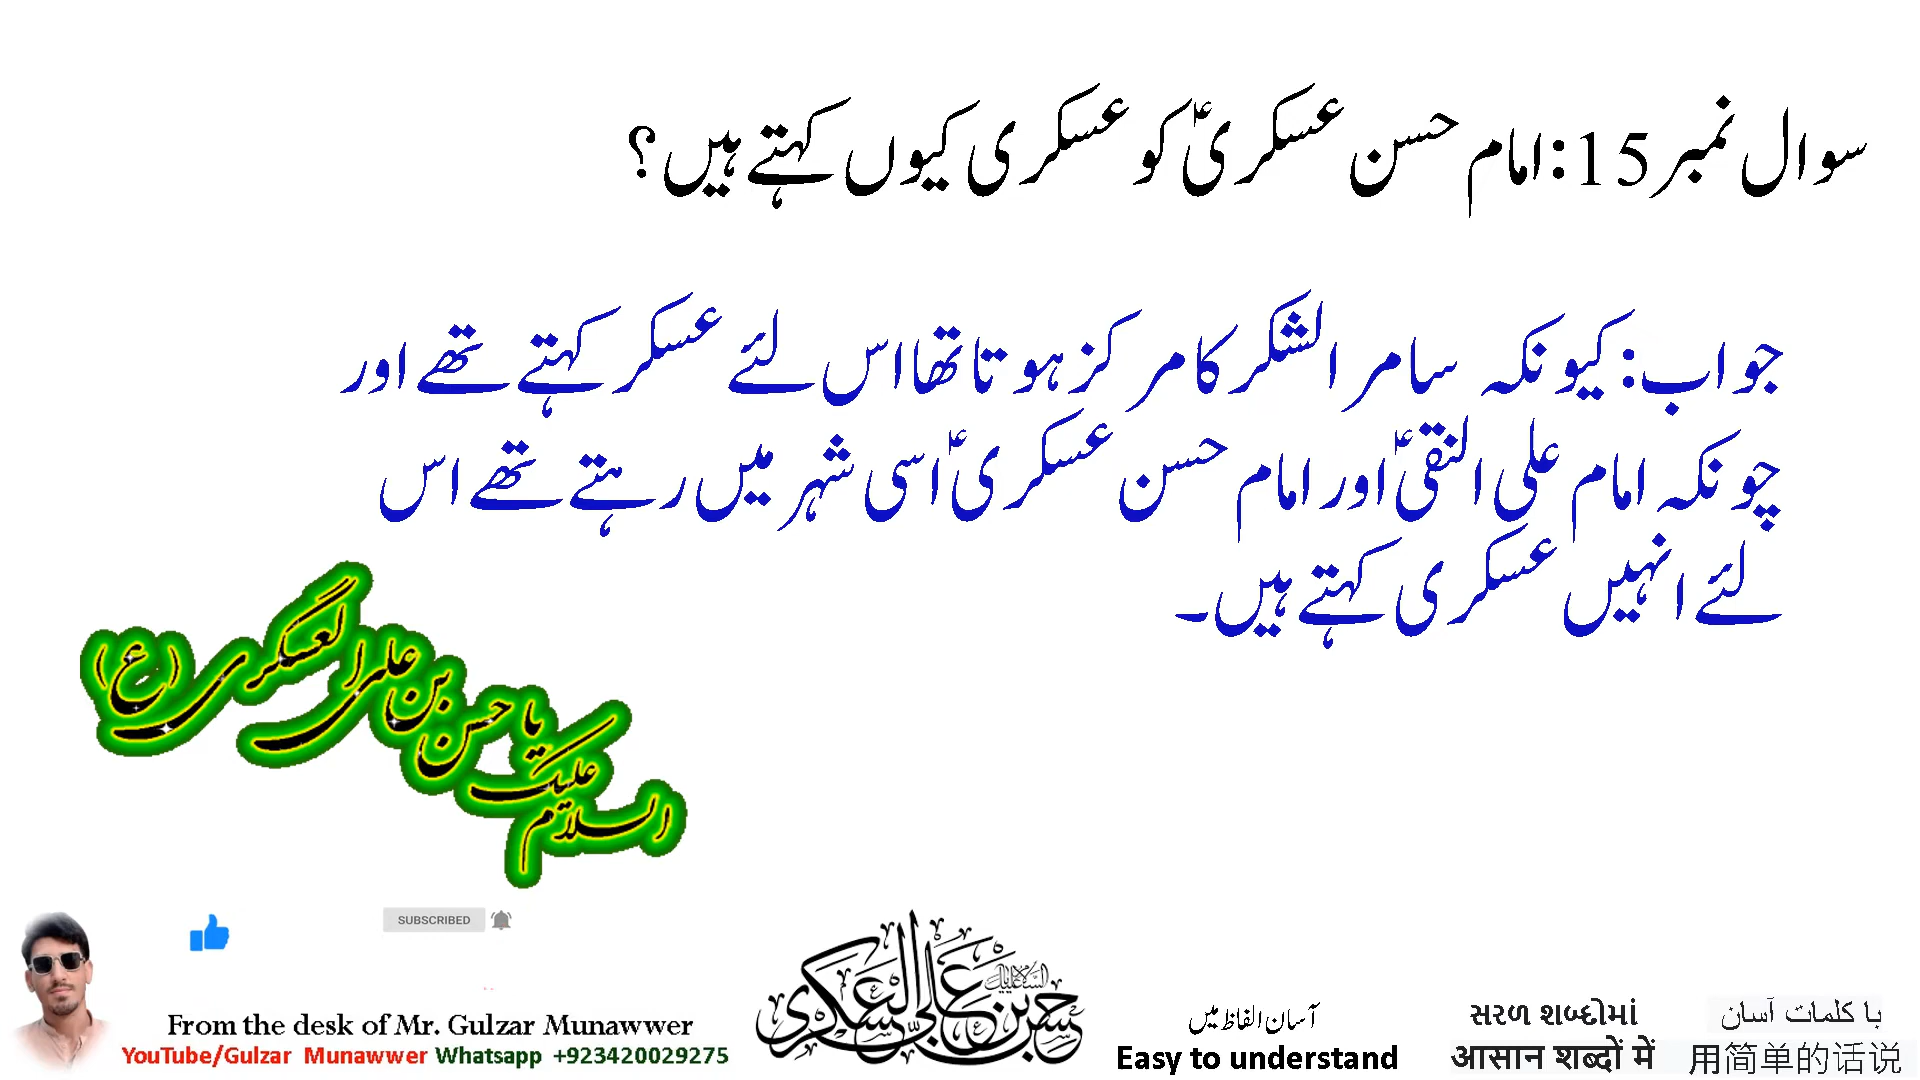 سوال نمبر15:امام حسن عسکریؑ کو عسکری کیوں کہتے ہیں؟
جواب:کیونکہ سامرا لشکر کا مرکز ہوتا تھا اس لئے عسکر کہتے تھے اور
چونکہ امام علی النقیؑ اور امام حسن عسکریؑ اسی شہر میں رہتے تھے اس
لئے انہیں عسکری کہتے ہیں۔
السلام علیک یا حسن بن علی العسکری (ع)
SUBSCRIBED
From the desk of Mr. Gulzar Munawwer
YouTube/Gulzar Munawwer Whatsapp +923420029275
حسن بن علی العسکری
السلام علیک
آسان الفاظ میں
Easy to understand
સરળ શબ્દોમાં
आसान शब्दों में
با کلمات آسان
用简单的话说